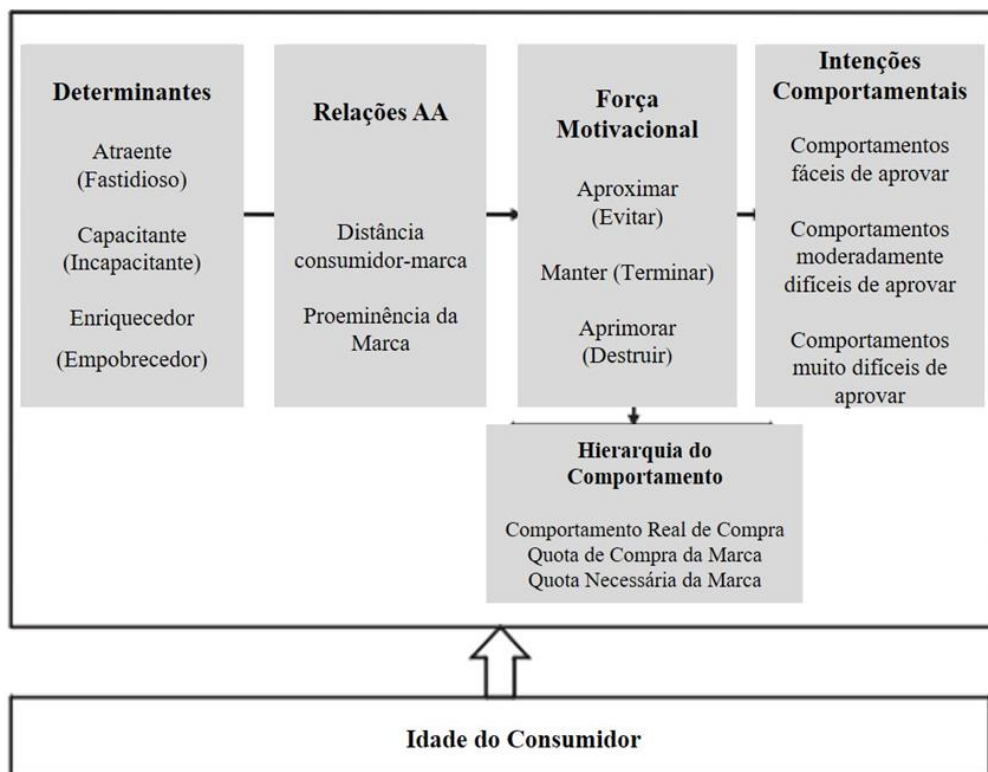 Determinantes
Atraente
(Fastidioso)
Capacitante
(Incapacitante)
Enriquecedor
(Empobrecedor)
Relações AA
Distância
consumidor-marca
Proeminência da
Marca
Força
Motivacional
Aproximar
(Evitar)
Manter (Terminar)
Aprimorar
(Destruir)
Intenções
Comportamentais
Comportamentos
fáceis de aprovar
Comportamentos
moderadamente
difíceis de aprovar
Comportamentos
muito difíceis de
aprovar
Hierarquia do
Comportamento
Comportamento Real de Compra
Quota de Compra da Marca
Quota Necessária da Marca
Idade do Consumidor